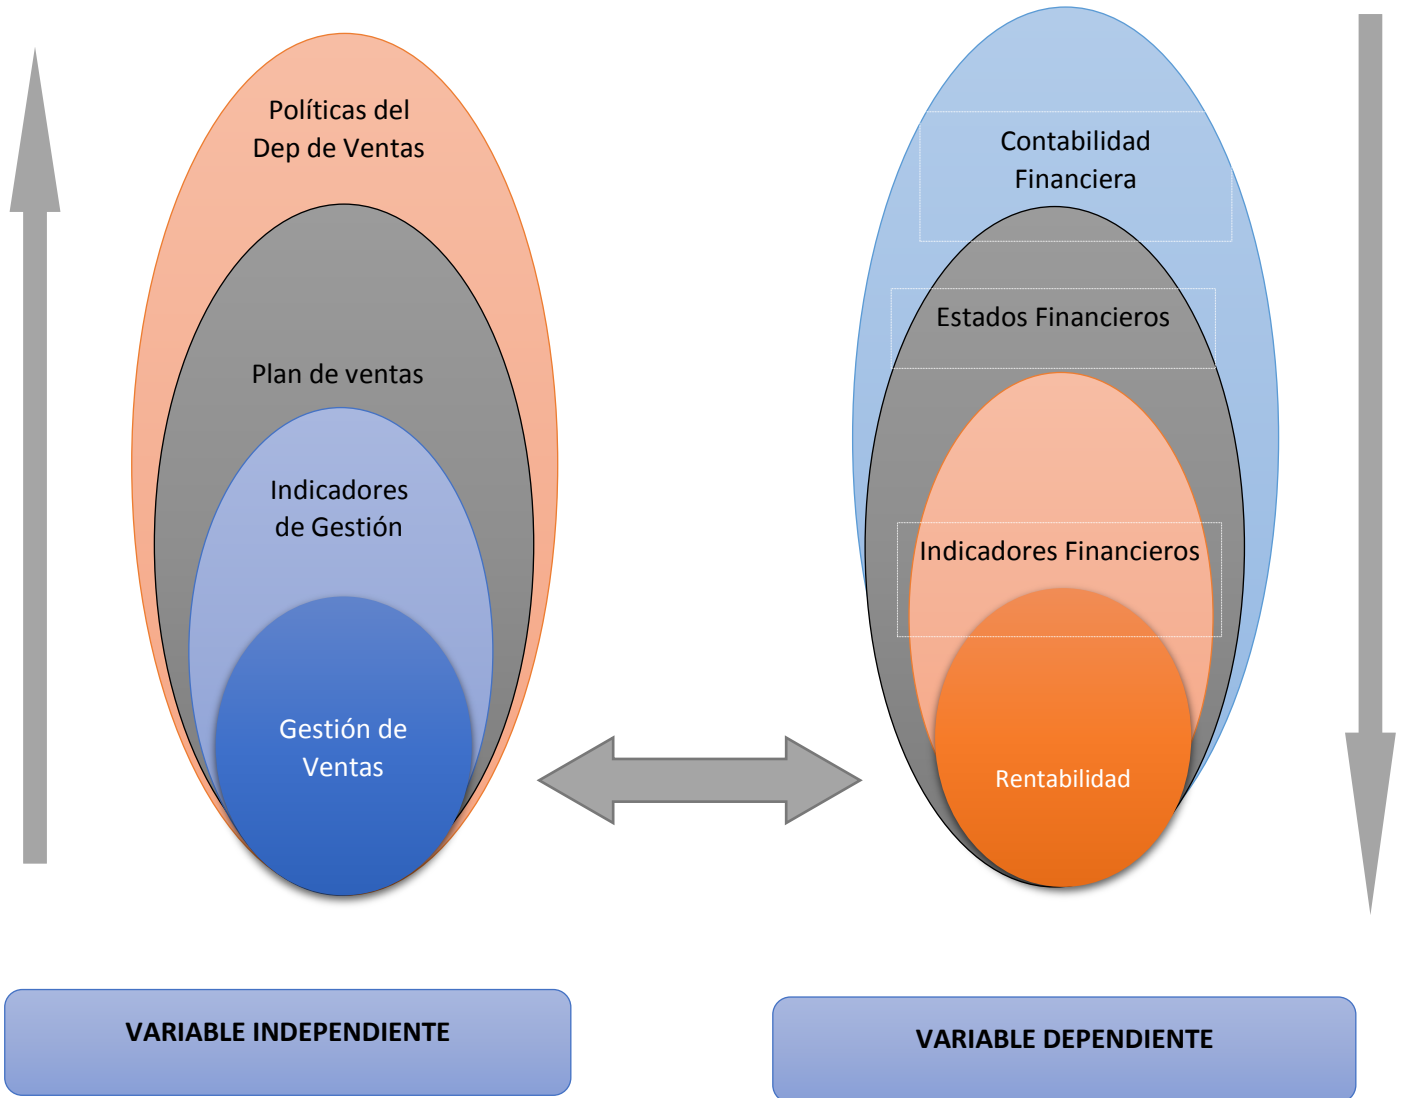 Políticas del
Dep de Ventas
Plan de ventas
Indicadores
de Gestión
Gestión de
Ventas
VARIABLE INDEPENDIENTE
Contabilidad
Financiera
Estados Financieros
Indicadores Financieros
Rentabilidad
VARIABLE DEPENDIENTE